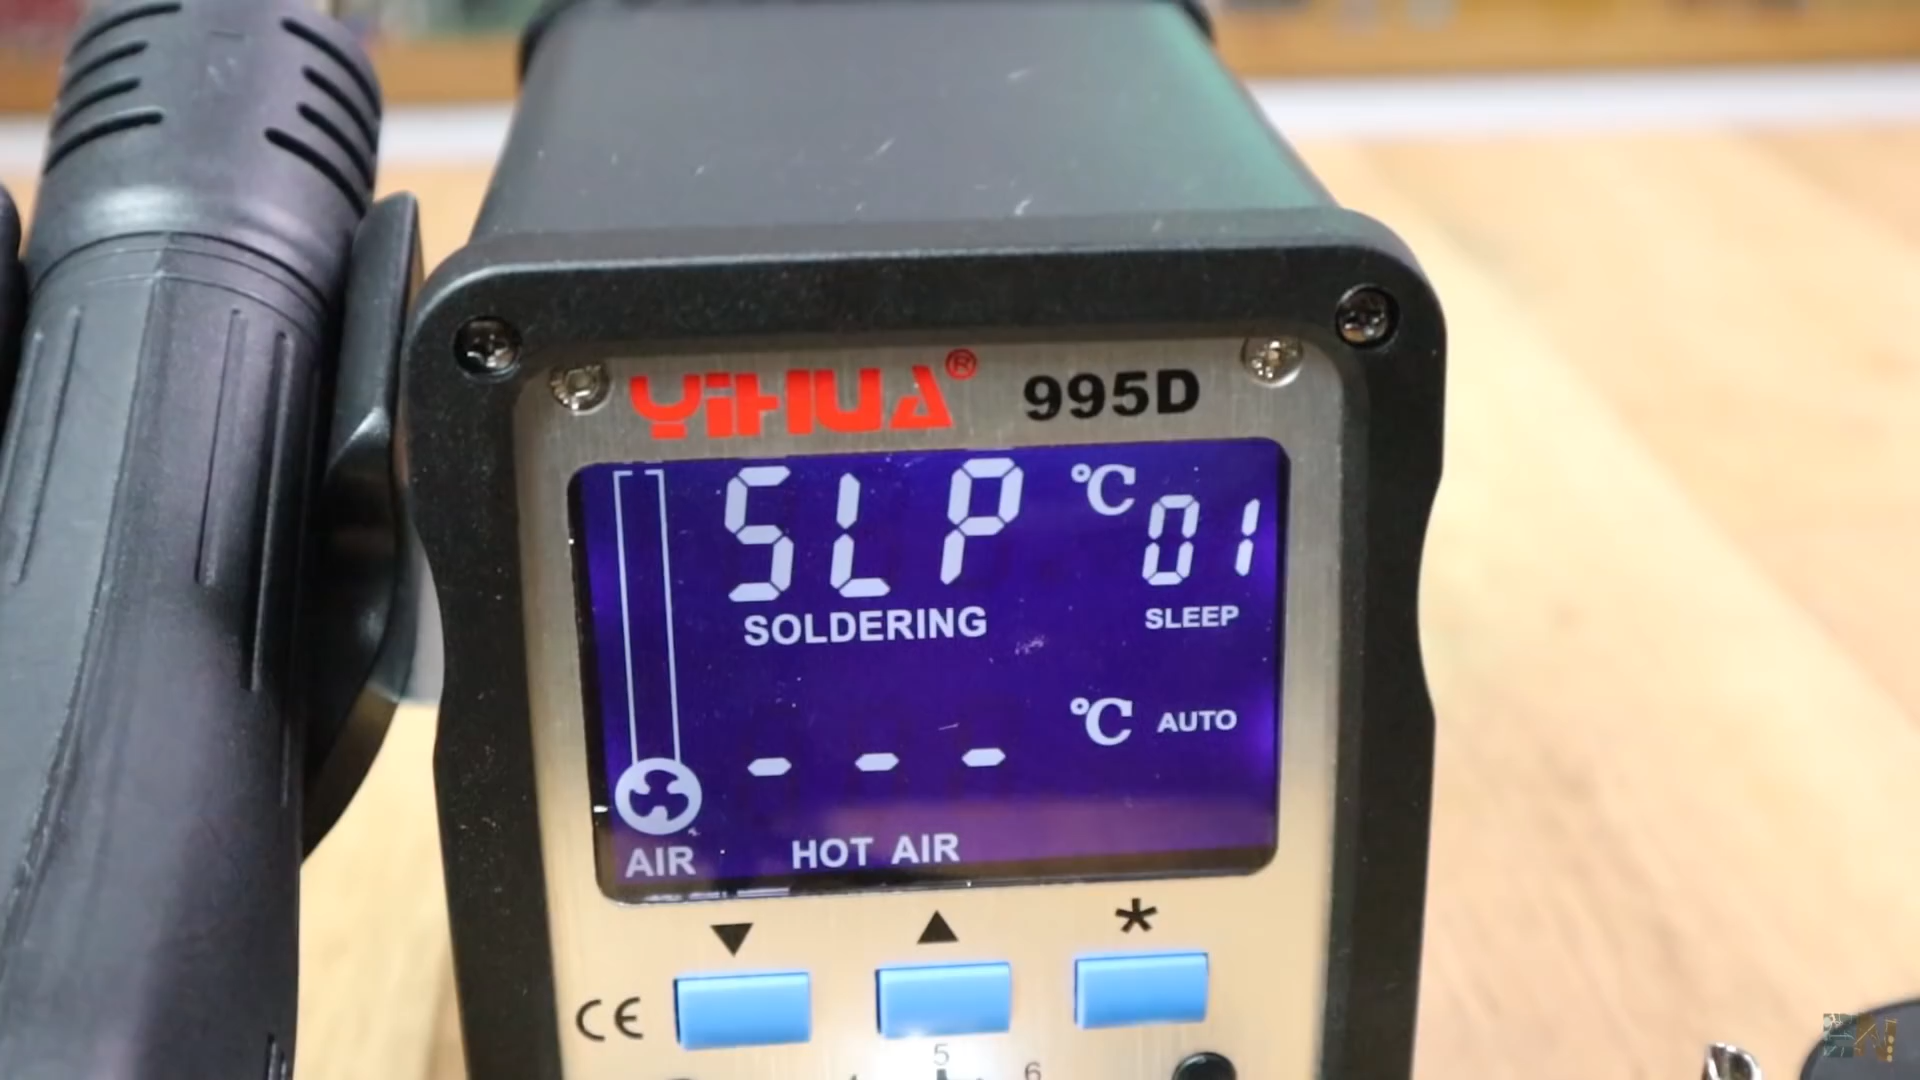 YIHUA® 995D
SLP °C 01
SOLDERING SLEEP
°C AUTO
- - -
AIR HOT AIR
▼ ▲ *
CE
5
6